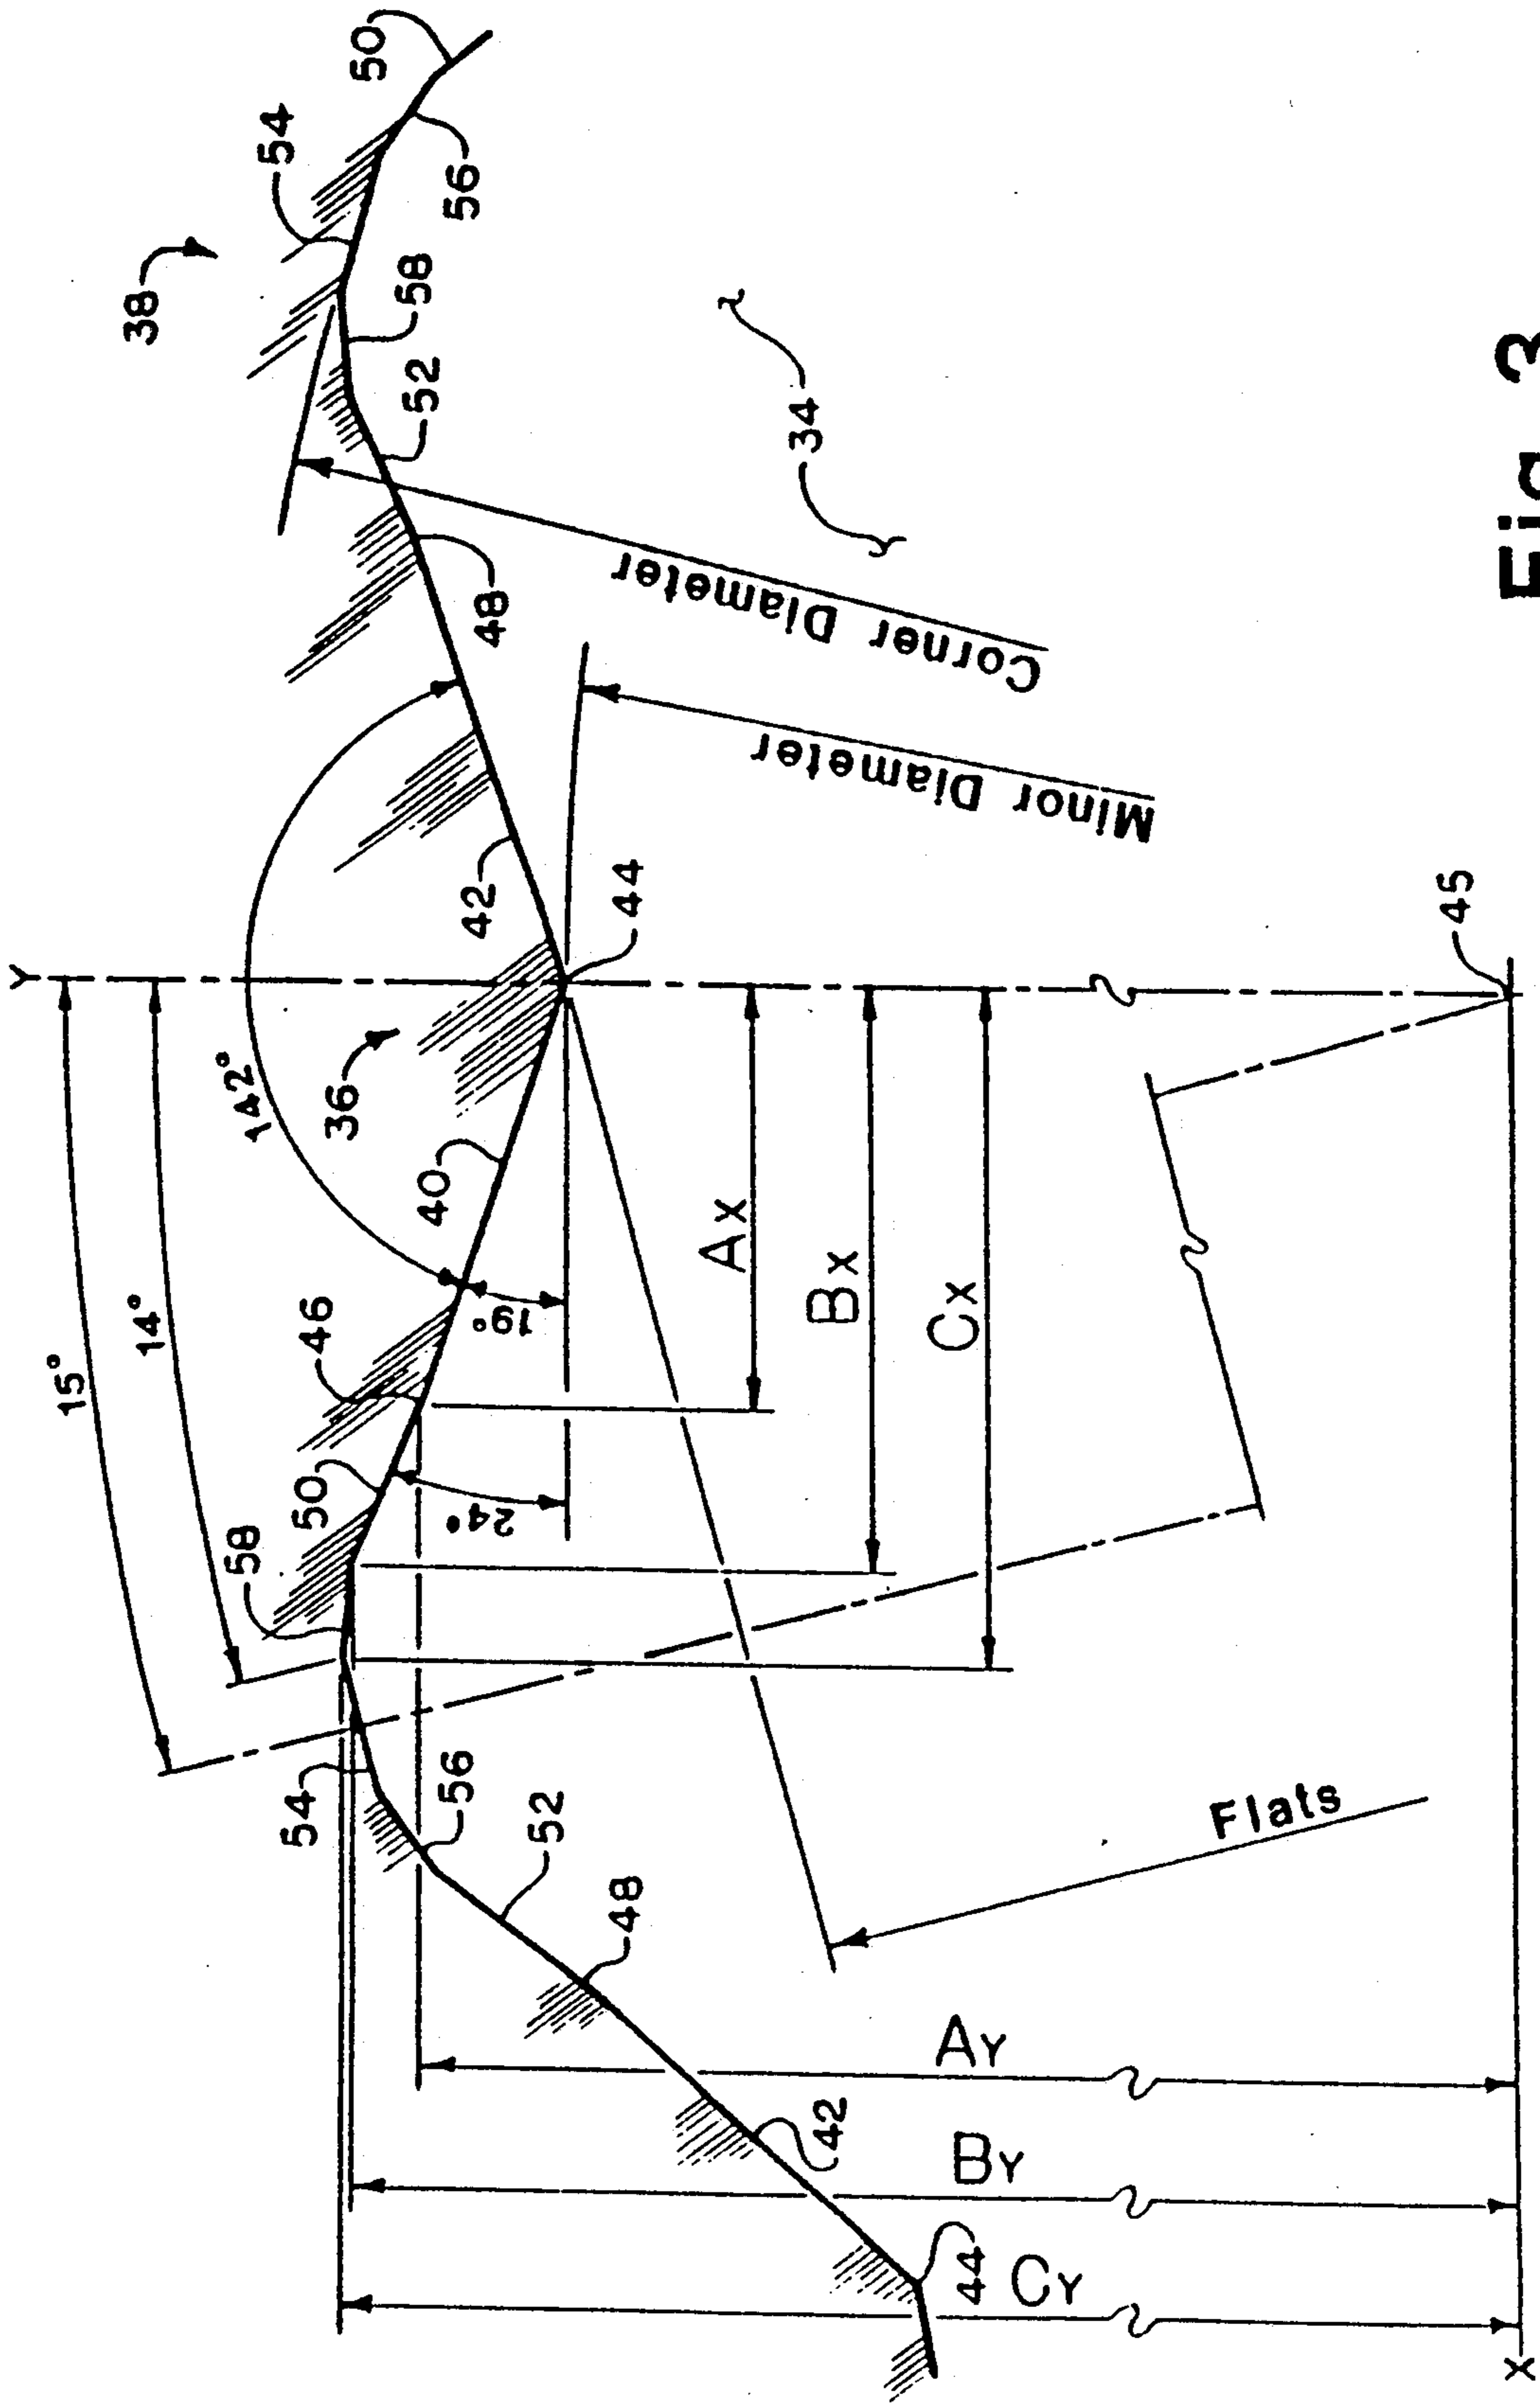 Y
15°
14°
142°
38
54
50
58
56
52
48
42
36
40
46
50
58
54
19°
24°
44
34
Corner Diameter
Minor Diameter
Ax
Bx
Cx
56
52
48
42
44
Flats
AY
BY
CY
45
X
Fig. 3